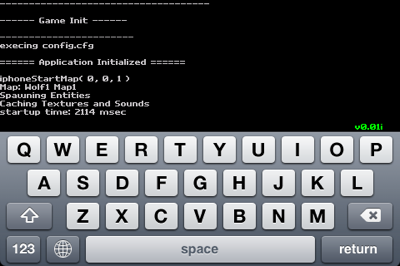 ------------------------------------
------ Game Init ------
-----------------------
execing config.cfg
====== Application Initialized ======
iphoneStartMap( 0, 0, 1 )
Map: Wolf1 Map1
Spawning Entities
Caching Textures and Sounds
startup time: 2114 msec
v0.01i
Q W E R T Y U I O P
A S D F G H J K L
Z X C V B N M
123 space return